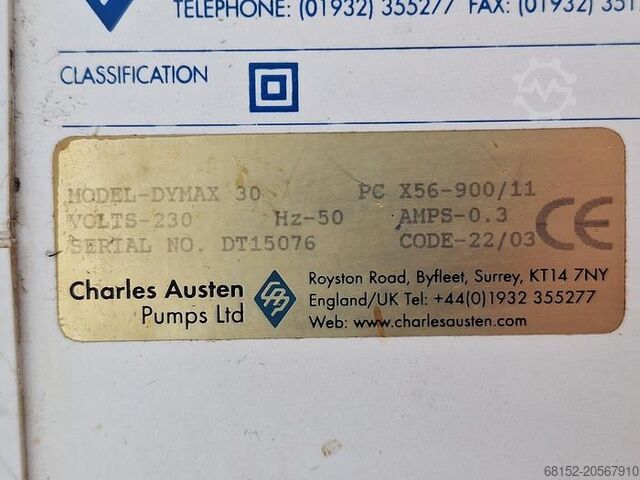 TELEPHONE: (01932) 355277 FAX: (01932) 351
CLASSIFICATION
MODEL-DYMAX 30 PC X56-900/11
VOLTS-230 Hz-50 AMPS-0.3
SERIAL NO. DT15076 CODE-22/03
CE
Charles Austen
Pumps Ltd
CAP
Royston Road, Byfleet, Surrey, KT14 7NY
England/UK Tel: +44(0)1932 355277
Web: www.charlesausten.com
68152-20567910